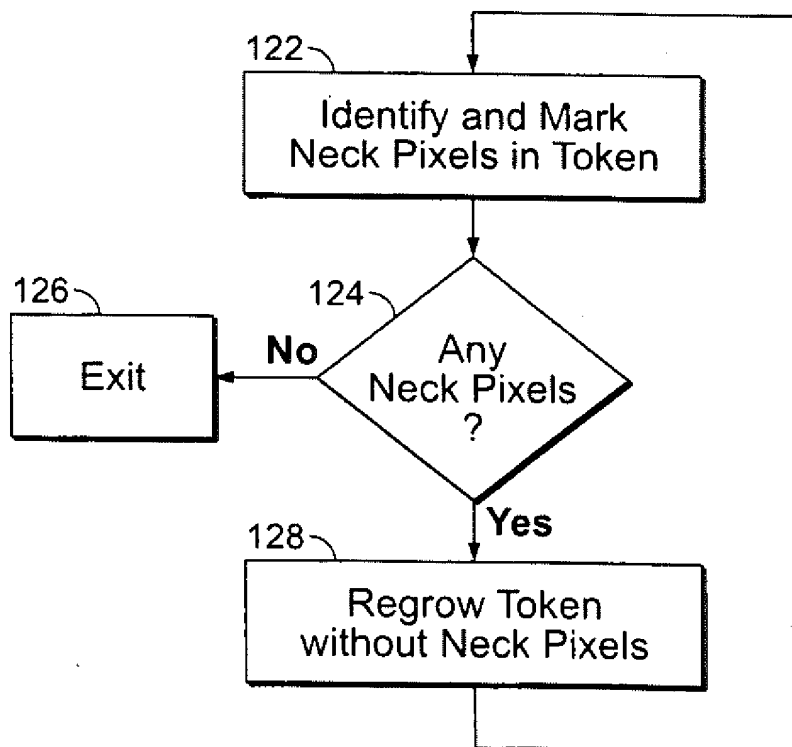 122
Identify and Mark
Neck Pixels in Token
126
124
Exit
No
Any
Neck Pixels
?
Yes
128
Regrow Token
without Neck Pixels